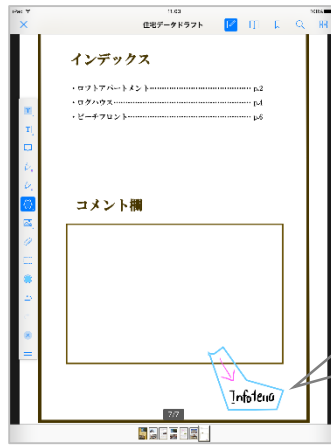 iPad
11:03
住宅データドラフト
インデックス
・ロフトアパートメント p.2
・ログハウス p.4
・ビーチフロント p.6
コメント欄
Infoteria
7/7